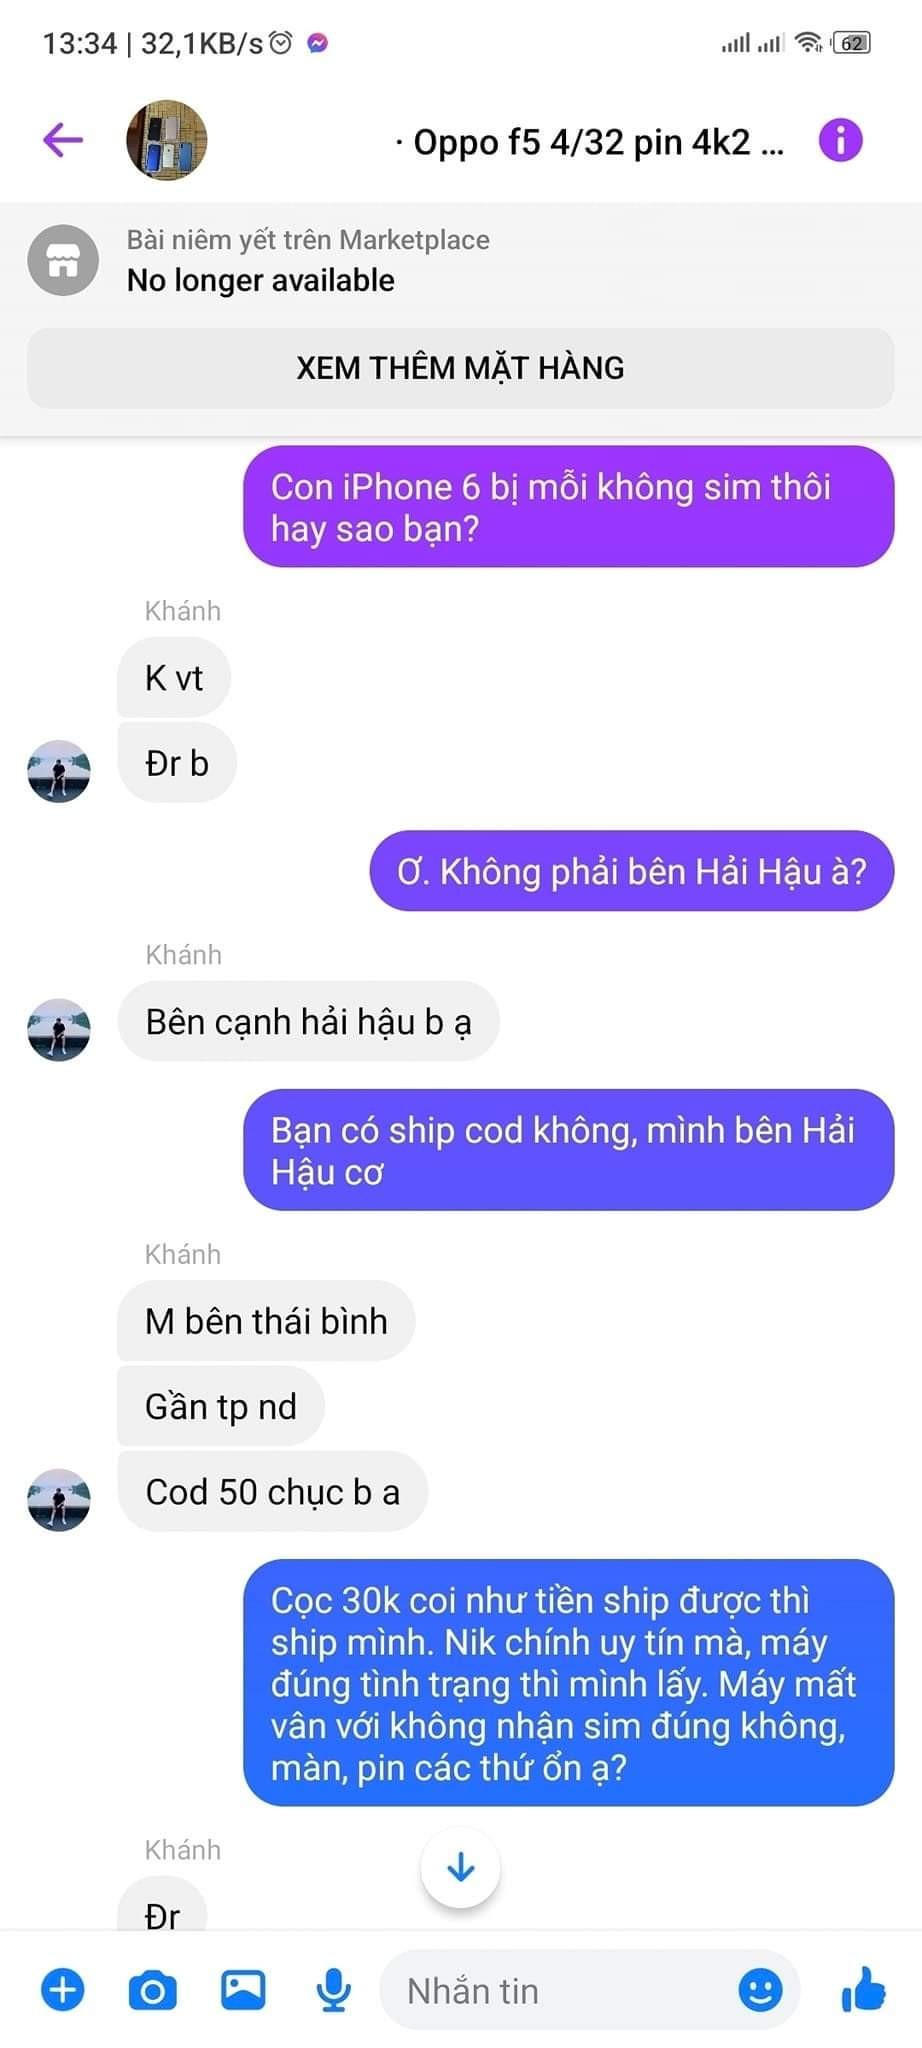 13:34 | 32,1KB/s
62
· Oppo f5 4/32 pin 4k2 ...
Bài niêm yết trên Marketplace
No longer available
XEM THÊM MẶT HÀNG
Con iPhone 6 bị mỗi không sim thôi
hay sao bạn?
Khánh
K vt
Đr b
Ơ. Không phải bên Hải Hậu à?
Khánh
Bên cạnh hải hậu b ạ
Bạn có ship cod không, mình bên Hải
Hậu cơ
Khánh
M bên thái bình
Gần tp nd
Cod 50 chục b a
Cọc 30k coi như tiền ship được thì
ship mình. Nik chính uy tín mà, máy
đúng tình trạng thì mình lấy. Máy mất
vân với không nhận sim đúng không,
màn, pin các thứ ổn ạ?
Khánh
Đr
Nhắn tin